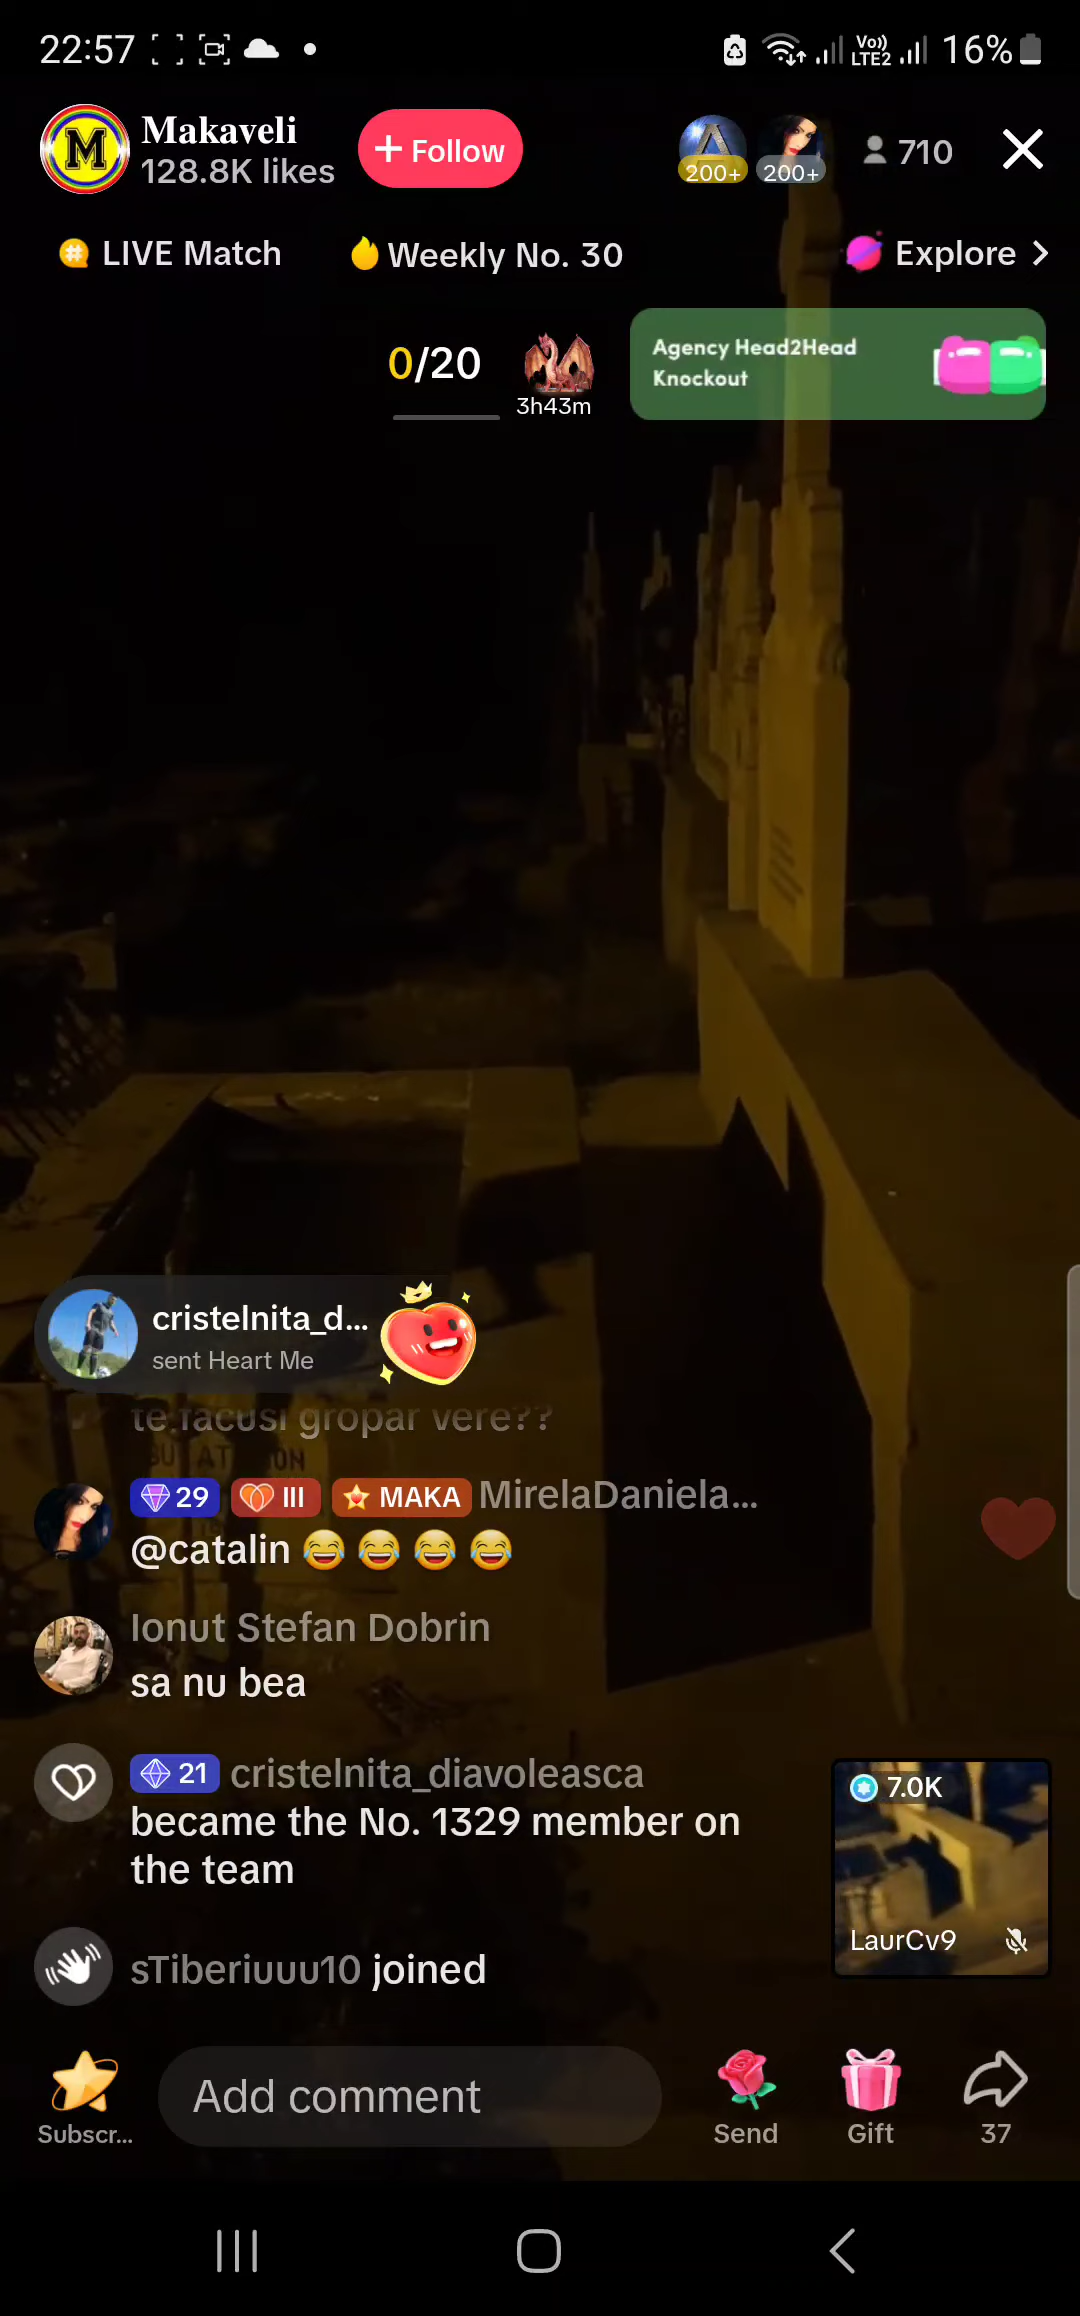 22:57
Vo))
LTE2
16%
M
Makaveli
128.8K likes
+ Follow
200+
200+
710
LIVE Match
Weekly No. 30
Explore >
0/20
3h43m
Agency Head2Head
Knockout
cristelnita_d...
sent Heart Me
te facusi gropar vere??
29
III
MAKA
MirelaDaniela...
@catalin 😂 😂 😂 😂
Ionut Stefan Dobrin
sa nu bea
21
cristelnita_diavoleasca
became the No. 1329 member on
the team
7.0K
LaurCv9
sTiberiuuu10 joined
Subscr...
Add comment
Send
Gift
37